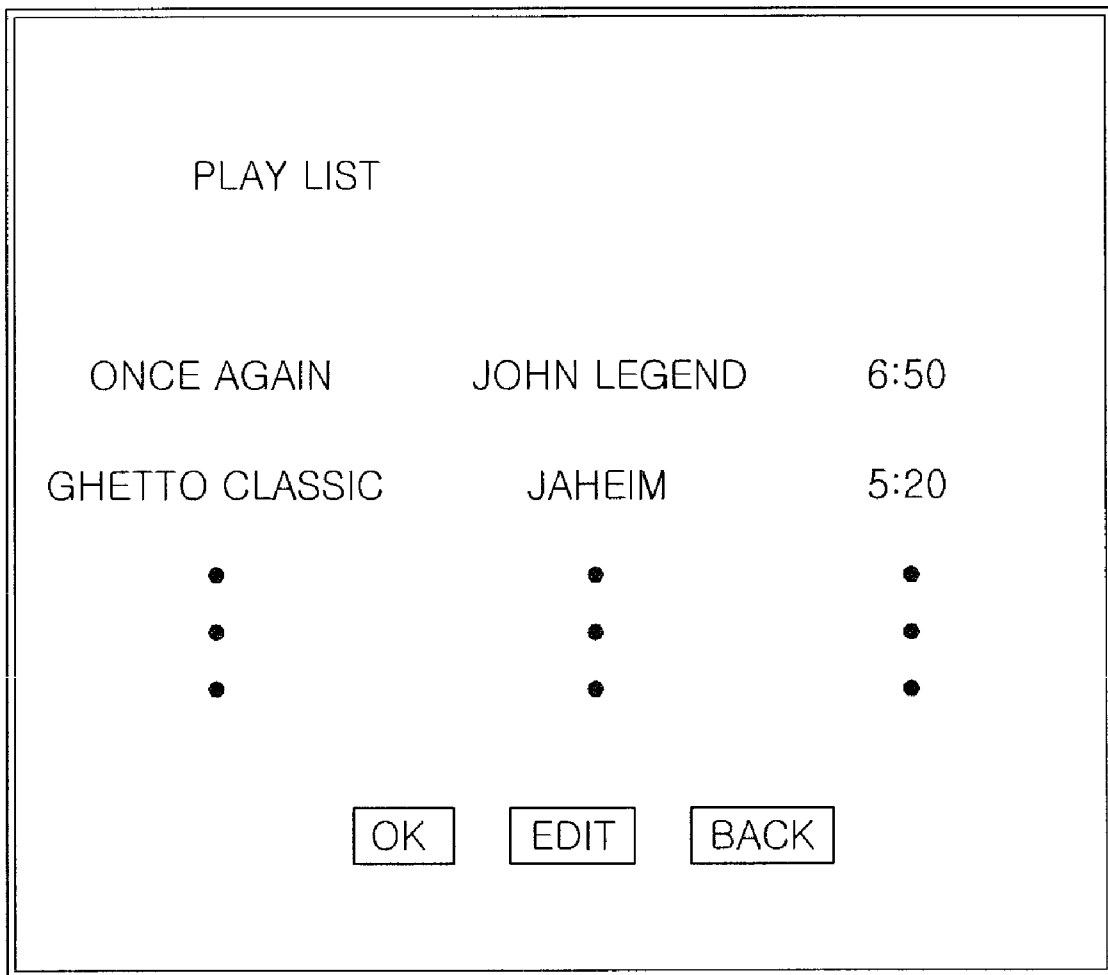 PLAY LIST
ONCE AGAIN JOHN LEGEND 6:50
GHETTO CLASSIC JAHEIM 5:20
OK EDIT BACK